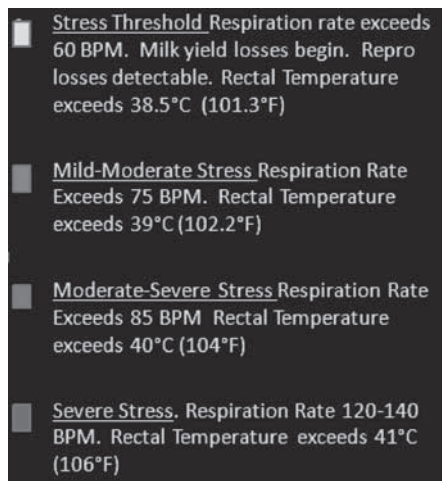 Stress Threshold Respiration rate exceeds
60 BPM.  Milk yield losses begin.  Repro
losses detectable. Rectal Temperature
exceeds 38.5°C  (101.3°F)
Mild-Moderate Stress Respiration Rate
Exceeds 75 BPM.  Rectal Temperature
exceeds 39°C (102.2°F)
Moderate-Severe Stress Respiration Rate
Exceeds 85 BPM  Rectal Temperature
exceeds 40°C (104°F)
Severe Stress. Respiration Rate 120-140
BPM. Rectal Temperature exceeds 41°C
(106°F)